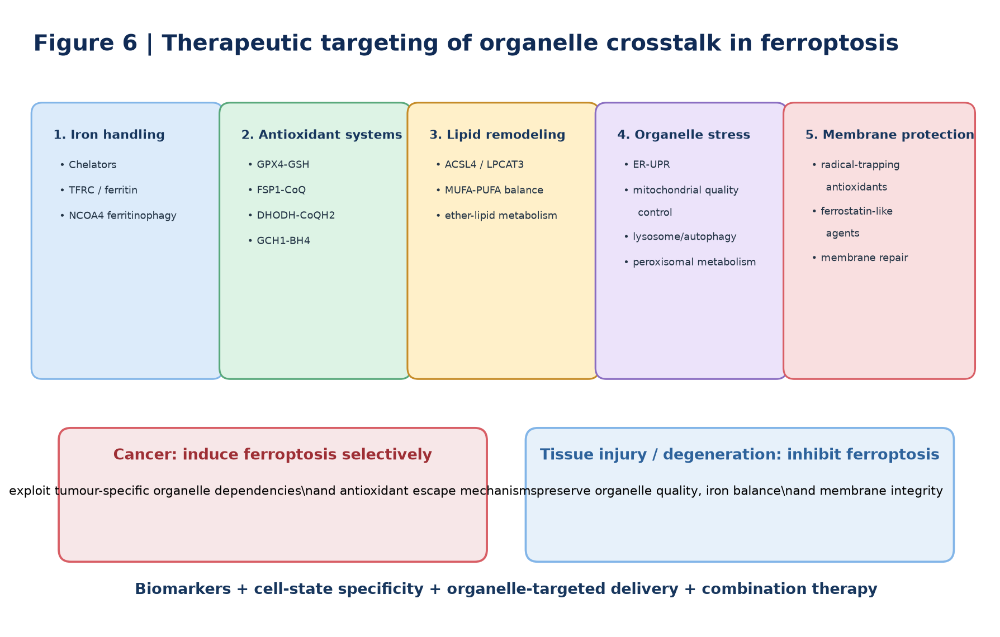 Figure 6 | Therapeutic targeting of organelle crosstalk in ferroptosis
1. Iron handling
• Chelators
• TFRC / ferritin
• NCOA4 ferritinophagy
2. Antioxidant systems
• GPX4-GSH
• FSP1-CoQ
• DHODH-CoQH2
• GCH1-BH4
3. Lipid remodeling
• ACSL4 / LPCAT3
• MUFA-PUFA balance
• ether-lipid metabolism
4. Organelle stress
• ER-UPR
• mitochondrial quality
control
• lysosome/autophagy
• peroxisomal metabolism
5. Membrane protection
• radical-trapping
antioxidants
• ferrostatin-like
agents
• membrane repair
Cancer: induce ferroptosis selectively
exploit tumour-specific organelle dependencies\nand antioxidant escape mechanisms
Tissue injury / degeneration: inhibit ferroptosis
preserve organelle quality, iron balance\nand membrane integrity
Biomarkers + cell-state specificity + organelle-targeted delivery + combination therapy